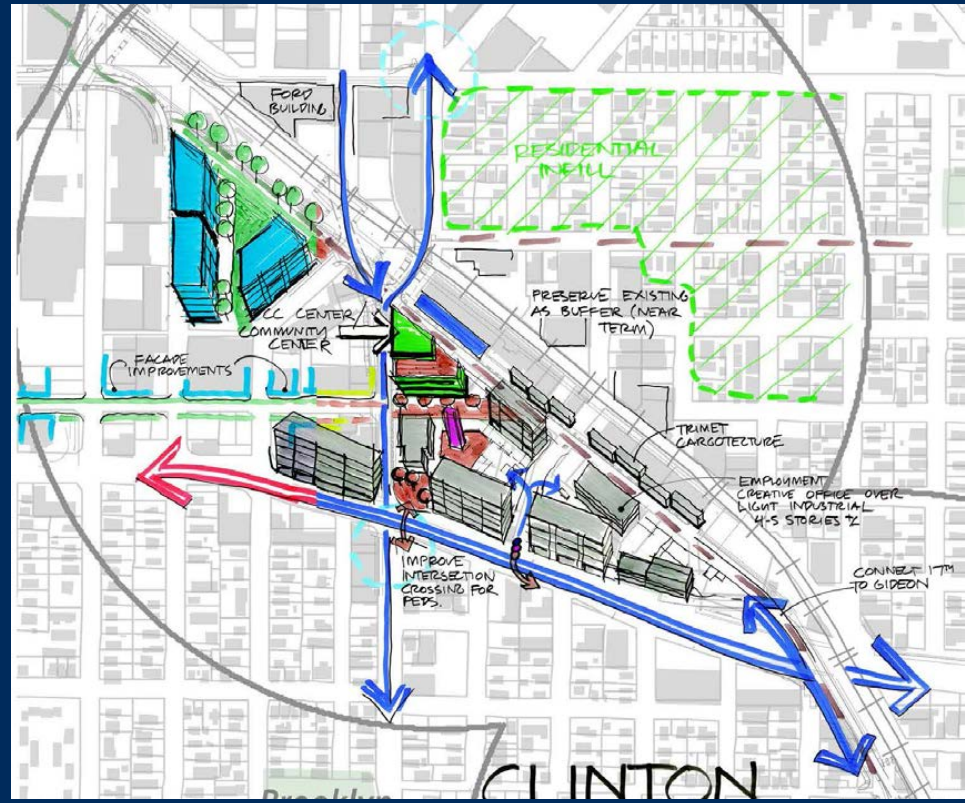 FORD
BUILDING
RESIDENTIAL
INFILL
PCC CENTER
COMMUNITY
CENTER
PRESERVE EXISTING
AS BUFFER (NEAR
TERM)
FACADE
IMPROVEMENTS
TRIMET
CARGOTECTURE
EMPLOYMENT
CREATIVE OFFICE OVER
LIGHT INDUSTRIAL
4-5 STORIES
IMPROVE
INTERSECTION
CROSSING FOR
PEDS.
CONNECT 17TH
TO GIDEON
CLINTON
Brooklyn